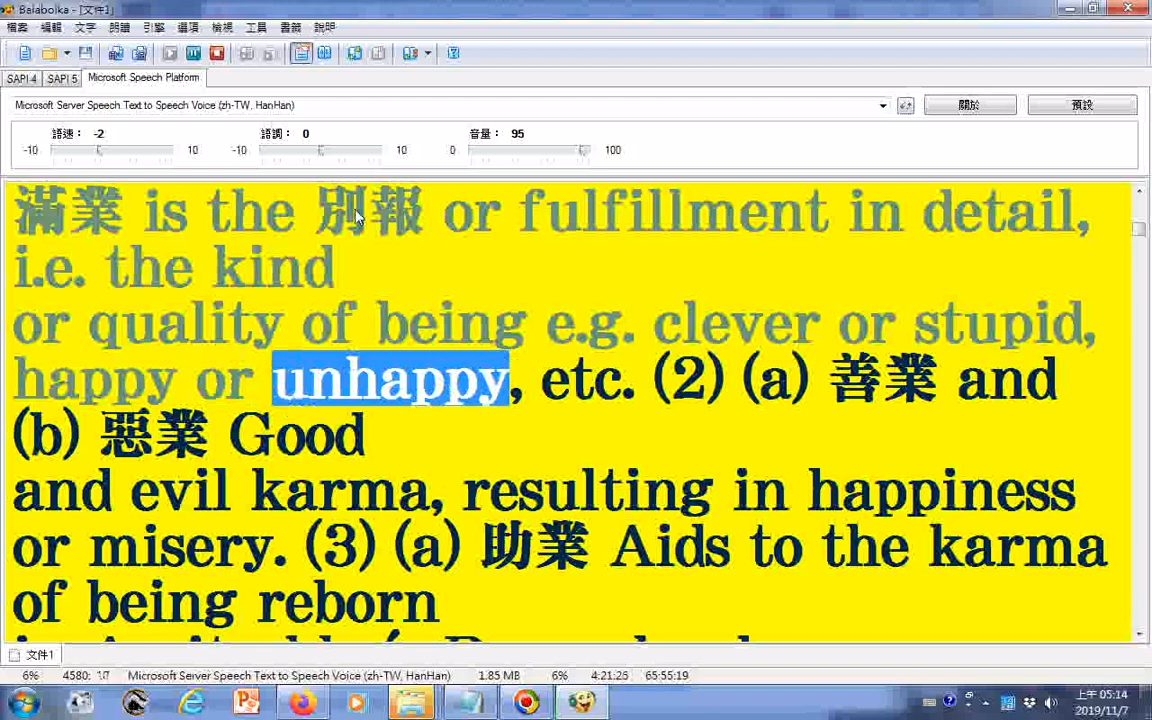 Balabolka - [文件1]
檔案 編輯 文字 朗讀 引擎 選項 檢視 工具 書籤 說明
SAPI 4 SAPI 5 Microsoft Speech Platform
Microsoft Server Speech Text to Speech Voice (zh-TW, HanHan) 關於 預設
語速： -2 語調： 0 音量： 95
-10 10 -10 10 0 100
滿業 is the 別報 or fulfillment in detail,
i.e. the kind
or quality of being e.g. clever or stupid,
happy or unhappy, etc. (2) (a) 善業 and
(b) 惡業 Good
and evil karma, resulting in happiness
or misery. (3) (a) 助業 Aids to the karma
of being reborn
文件1
6% 4580: Microsoft Server Speech Text to Speech Voice (zh-TW, HanHan) 1.85 MB 6% 4:21:25 65:55:19
上午 05:14
2019/11/7